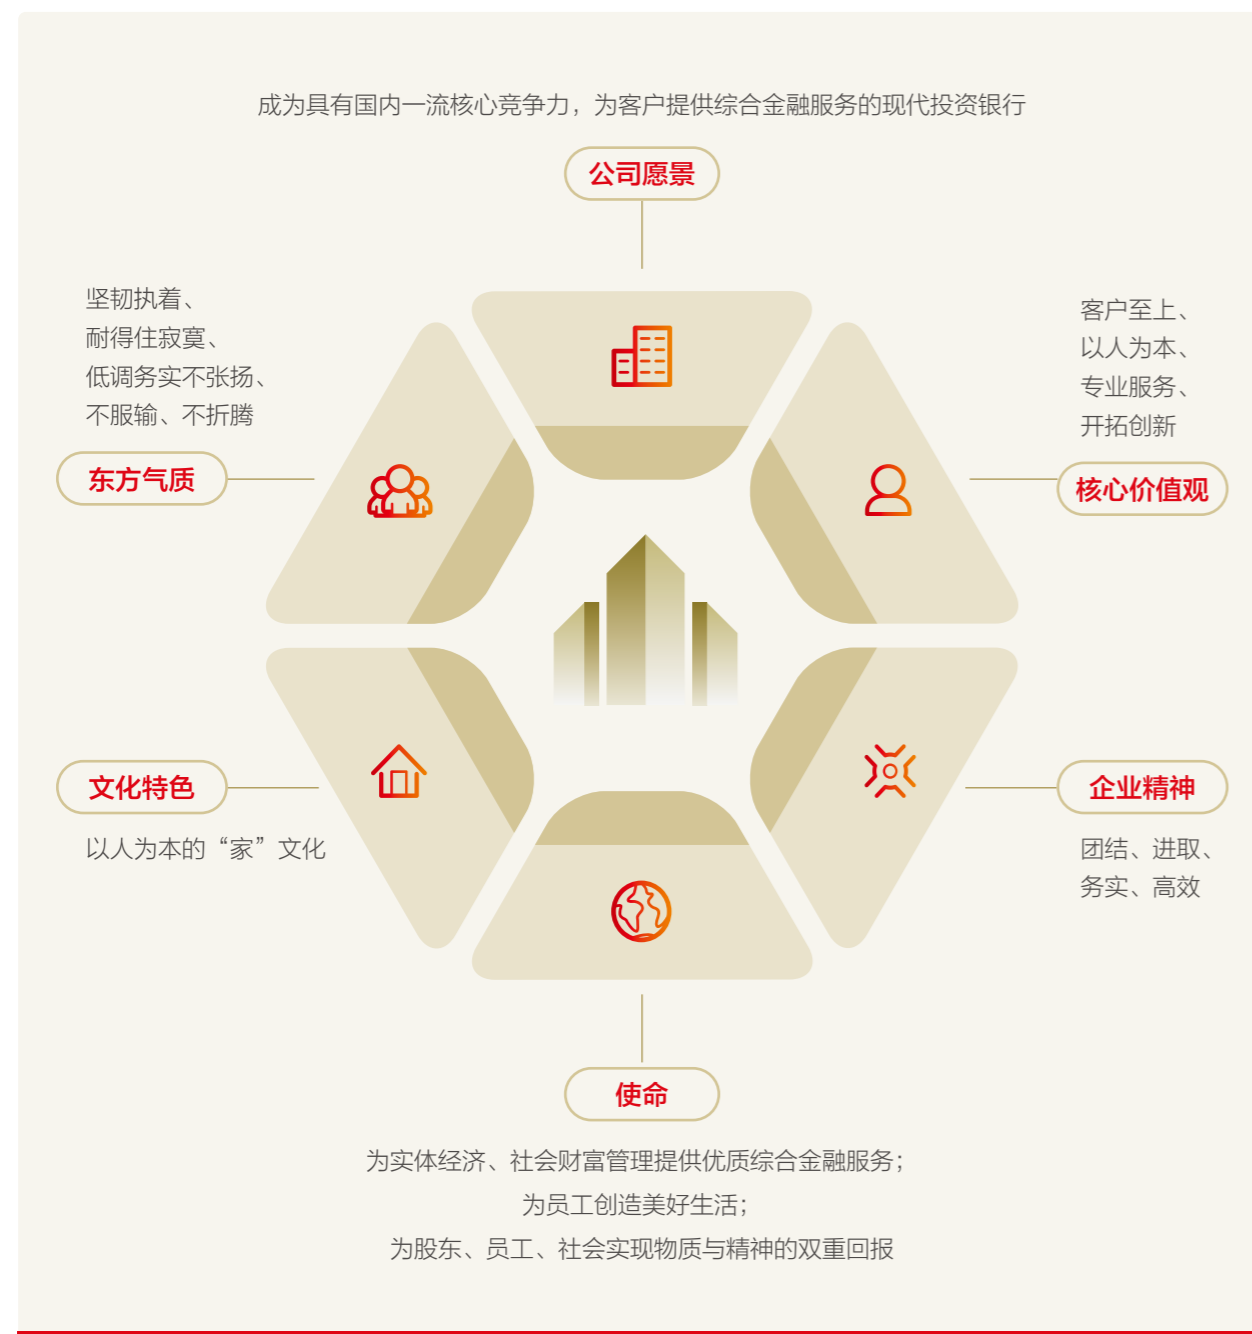 成为具有国内一流核心竞争力，为客户提供综合金融服务的现代投资银行
公司愿景
坚韧执着、
耐得住寂寞、
低调务实不张扬、
不服输、不折腾
东方气质
客户至上、
以人为本、
专业服务、
开拓创新
核心价值观
文化特色
以人为本的“家”文化
企业精神
团结、进取、
务实、高效
使命
为实体经济、社会财富管理提供优质综合金融服务；
为员工创造美好生活；
为股东、员工、社会实现物质与精神的双重回报